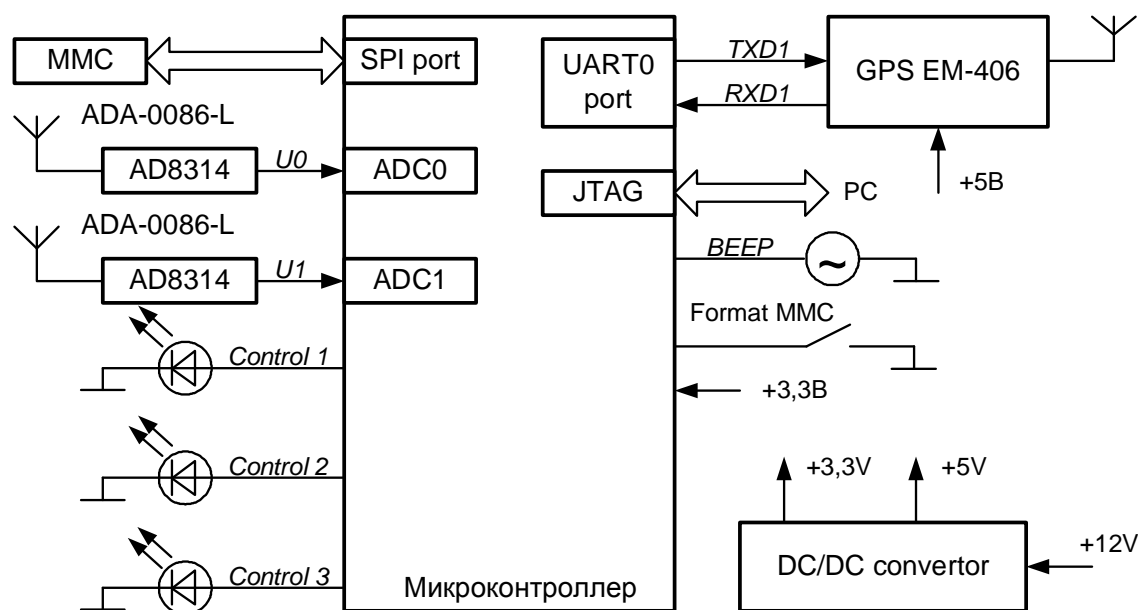 MMC
SPI port
UART0
port
TXD1
RXD1
GPS EM-406
+5В
ADA-0086-L
AD8314
U0
ADC0
JTAG
PC
ADA-0086-L
AD8314
U1
ADC1
BEEP
~
Format MMC
Control 1
+3,3В
Control 2
+3,3V
+5V
+12V
DC/DC convertor
Control 3
Микроконтроллер